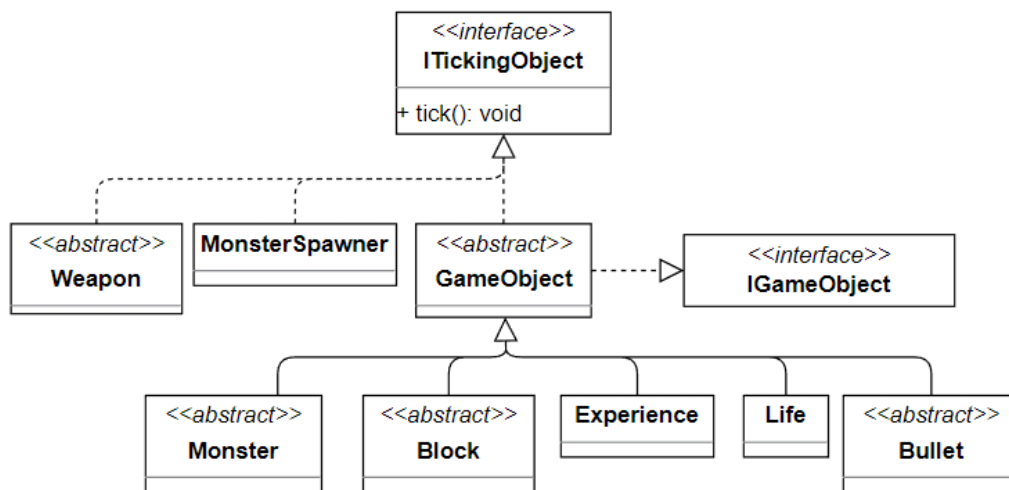 <<interface>>
ITickingObject
+ tick(): void
<<abstract>>
Weapon
MonsterSpawner
<<abstract>>
GameObject
<<interface>>
IGameObject
<<abstract>>
Monster
<<abstract>>
Block
Experience
Life
<<abstract>>
Bullet